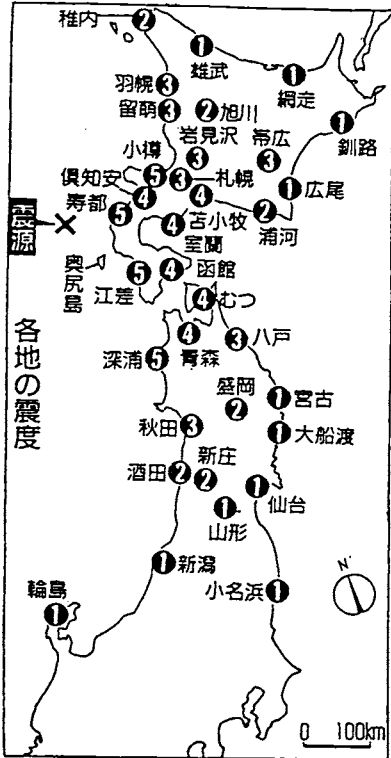 稚内 2
1 雄武
1 網走
羽幌 3
留萌 3
2 旭川
1 釧路
岩見沢 3
帯広 3
小樽 5
3 札幌
倶知安 4
1 広尾
寿都 5
4 苫小牧
2 浦河
震源
4 室蘭
奥尻島
江差 5
4 函館
4 むつ
各地の震度
4 青森
3 八戸
深浦 5
盛岡 2
1 宮古
秋田 3
1 大船渡
酒田 2
新庄 2
1 仙台
1 山形
1 新潟
輪島 1
小名浜 1
N
0 100km